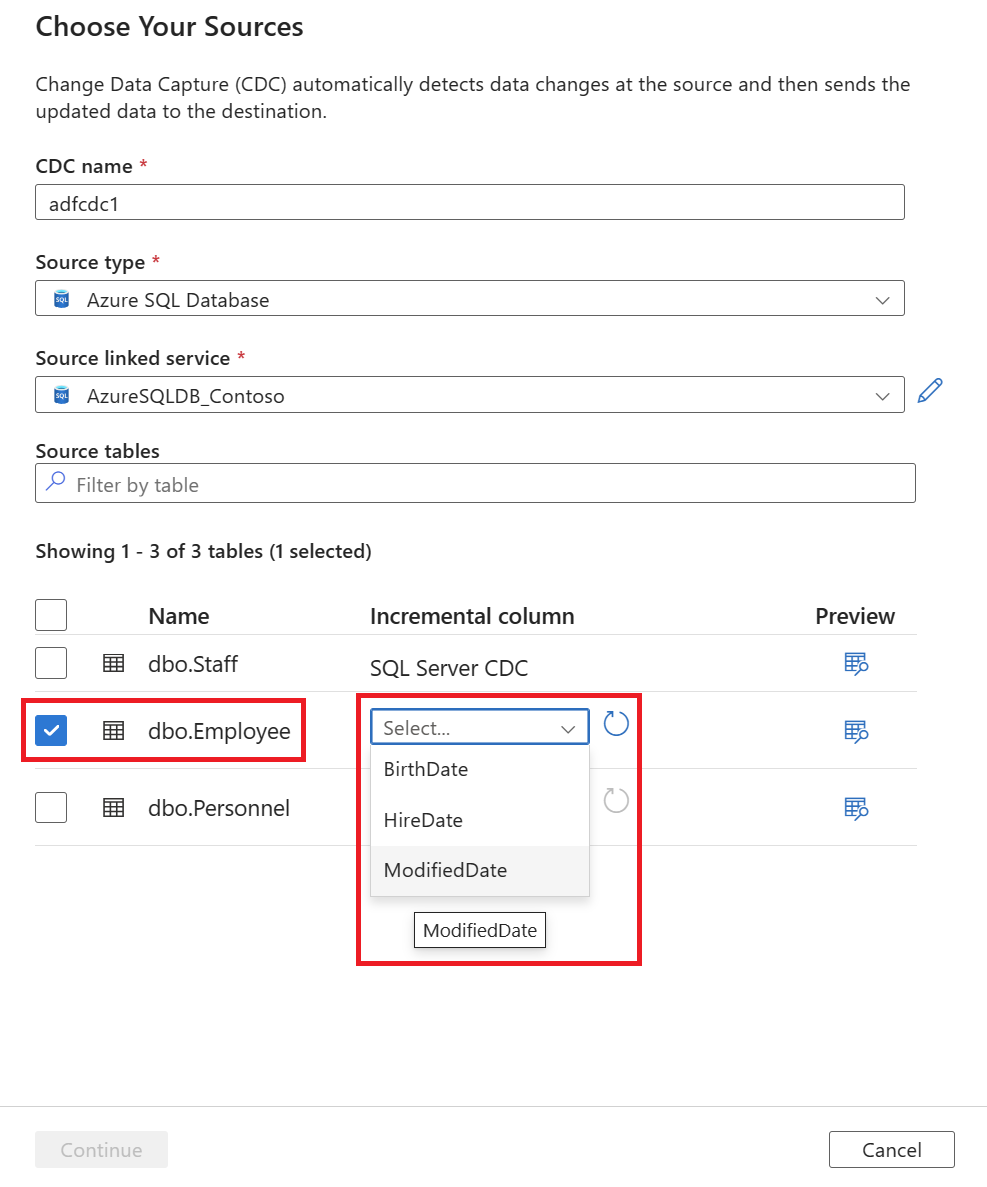 Choose Your Sources
Change Data Capture (CDC) automatically detects data changes at the source and then sends the
updated data to the destination.
CDC name *
adfcdc1
Source type *
SQL Azure SQL Database
Source linked service *
SQL AzureSQLDB_Contoso
Source tables
Filter by table
Showing 1 - 3 of 3 tables (1 selected)
Name Incremental column Preview
dbo.Staff SQL Server CDC
dbo.Employee Select...
BirthDate
dbo.Personnel
HireDate
ModifiedDate
ModifiedDate
Continue Cancel